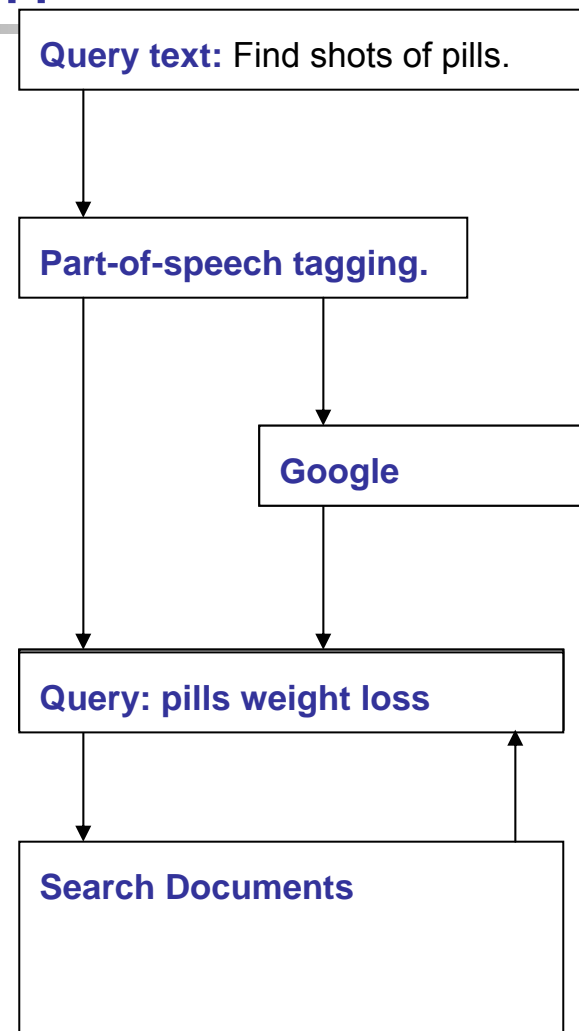 Query text: Find shots of pills.
Part-of-speech tagging.
Google
Query: pills weight loss
Search Documents